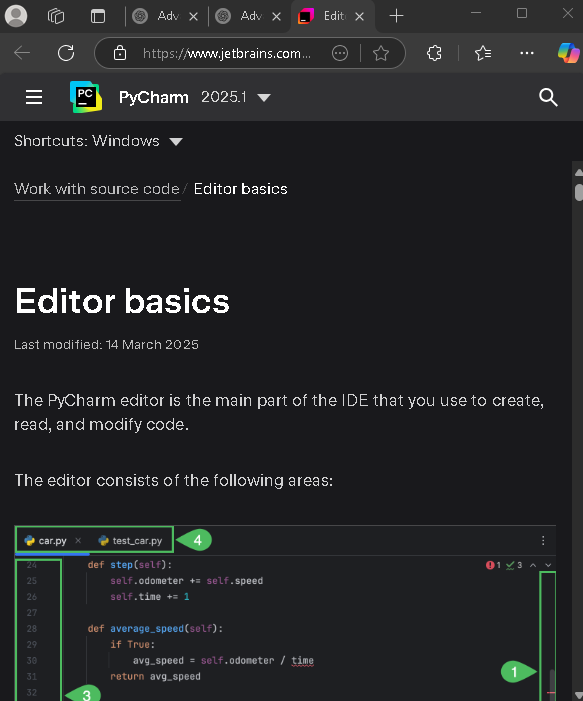 Adv
Adv
Edit
https://www.jetbrains.com...
PC
PyCharm 2025.1
Shortcuts: Windows
Work with source code / Editor basics
Editor basics
Last modified: 14 March 2025
The PyCharm editor is the main part of the IDE that you use to create,
read, and modify code.
The editor consists of the following areas:
car.py
test_car.py
4
24 def step(self):
1 3
25 self.odometer += self.speed
26 self.time += 1
27
28 def average_speed(self):
29 if True:
30 avg_speed = self.odometer / time
31 return avg_speed
1
32
3